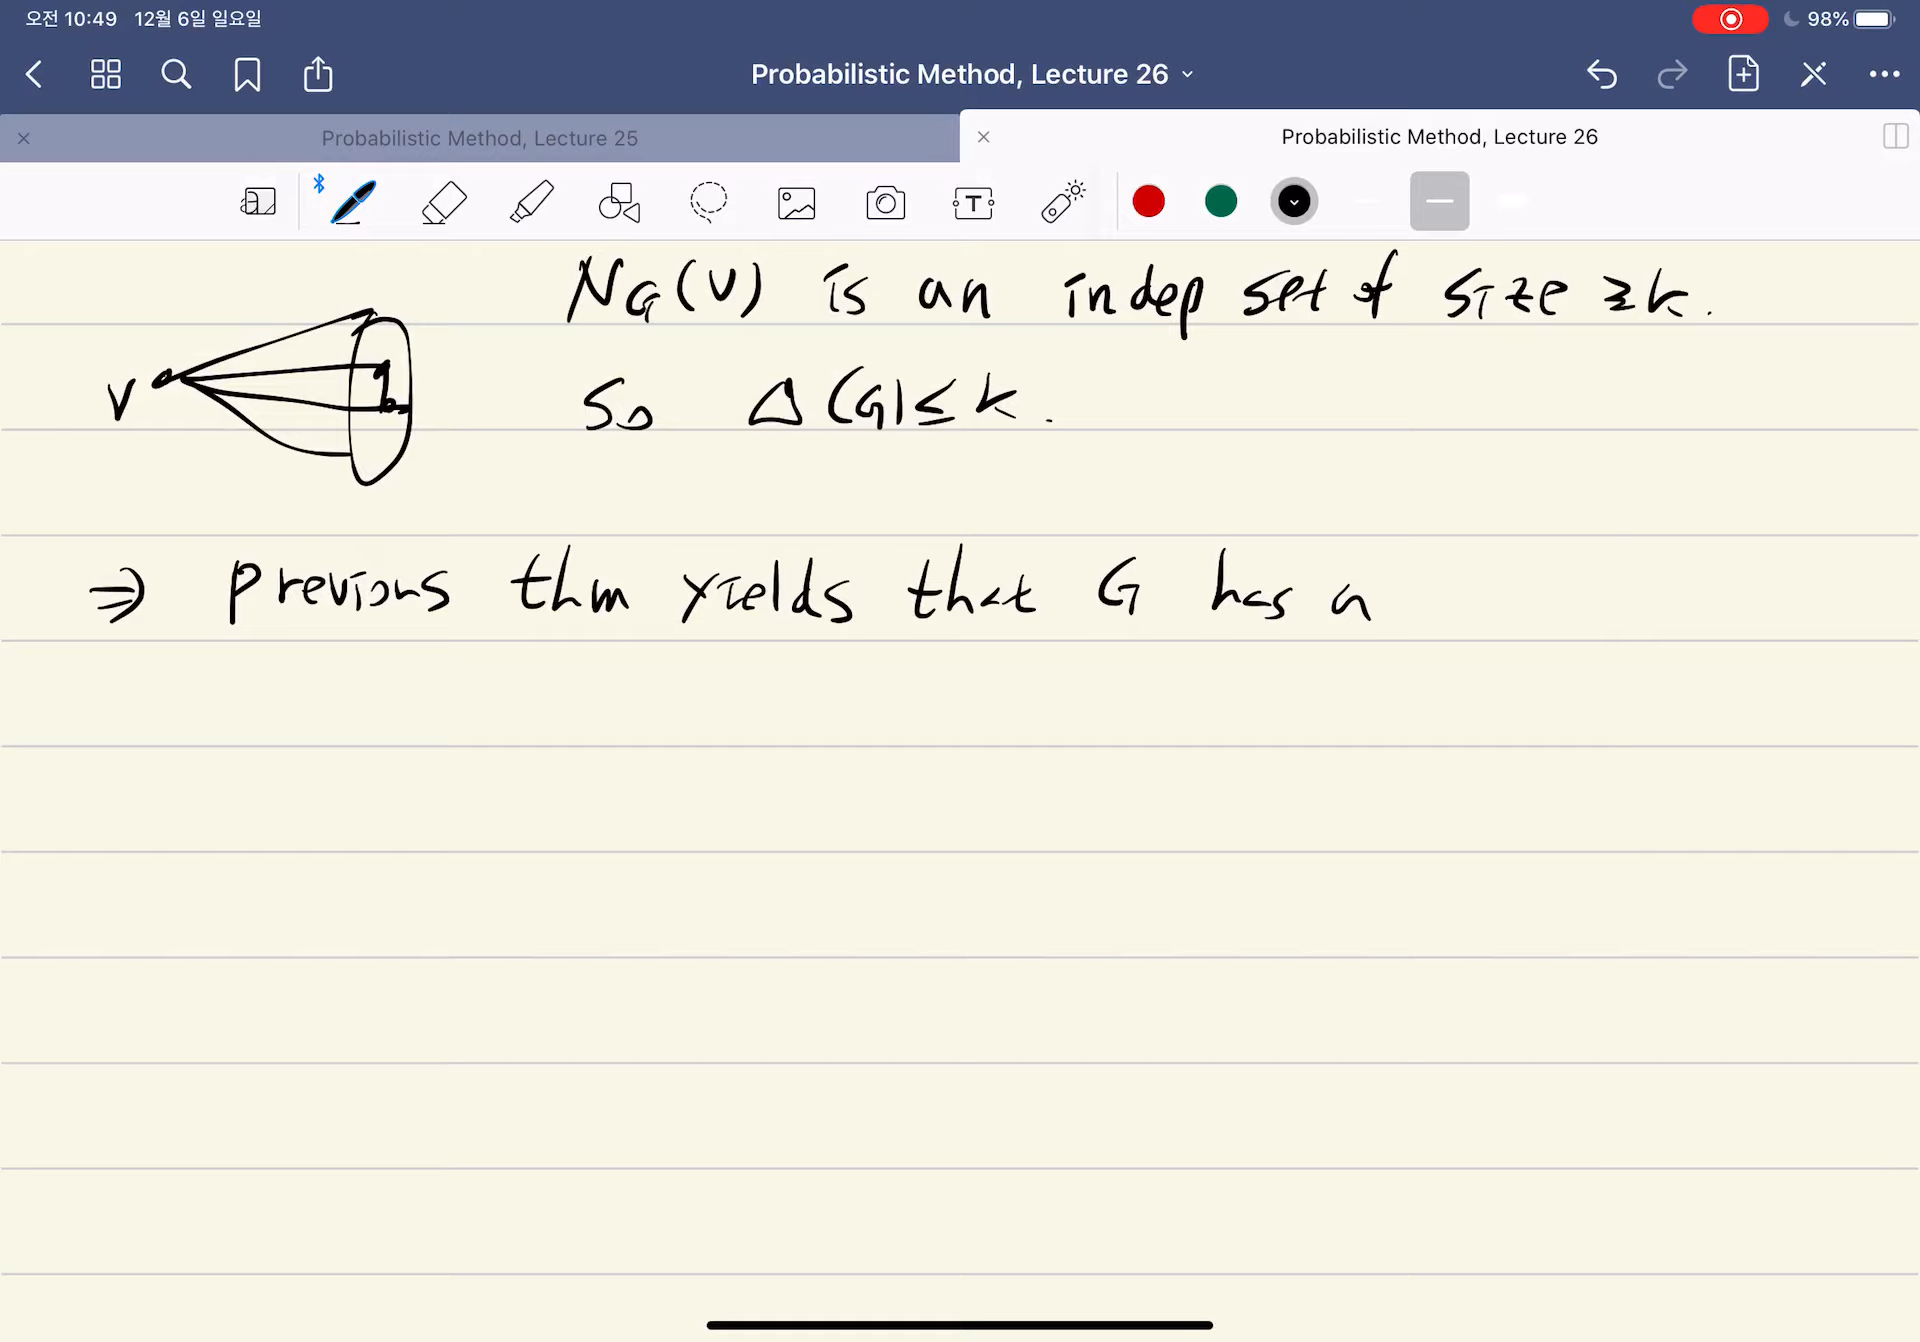 오전 10:49 12월 6일 일요일 98%
Probabilistic Method, Lecture 26
Probabilistic Method, Lecture 25 Probabilistic Method, Lecture 26
N_G(v) is an indep set of size ≥k.
v
So Δ(G)≤k.
⇒ previous thm yields that G has a